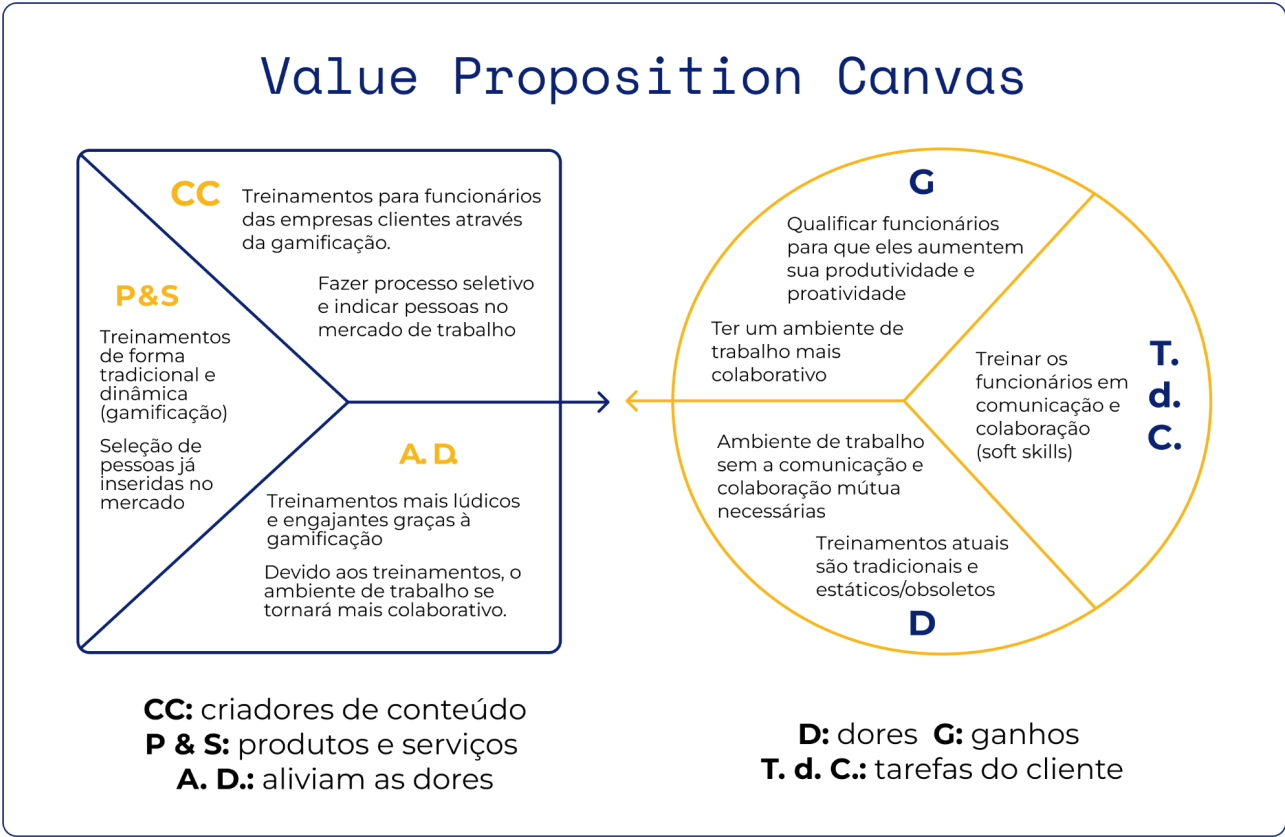 Value Proposition Canvas
CC
Treinamentos para funcionários
das empresas clientes através
da gamificação.
Fazer processo seletivo
e indicar pessoas no
mercado de trabalho
P&S
Treinamentos
de forma
tradicional e
dinâmica
(gamificação)
Seleção de
pessoas já
inseridas no
mercado
A. D.
Treinamentos mais lúdicos
e engajantes graças à
gamificação
Devido aos treinamentos, o
ambiente de trabalho se
tornará mais colaborativo.
G
Qualificar funcionários
para que eles aumentem
sua produtividade e
proatividade
Ter um ambiente de
trabalho mais
colaborativo
T.
d.
C.
Treinar os
funcionários em
comunicação e
colaboração
(soft skills)
Ambiente de trabalho
sem a comunicação e
colaboração mútua
necessárias
Treinamentos atuais
são tradicionais e
estáticos/obsoletos
D
CC: criadores de conteúdo
P & S: produtos e serviços
A. D.: aliviam as dores
D: dores G: ganhos
T. d. C.: tarefas do cliente